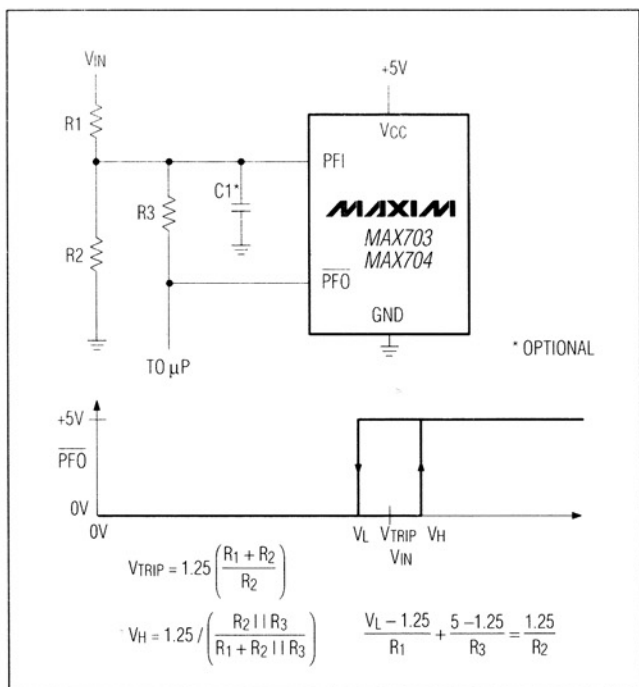 VIN
+5V
R1
VCC
PFI
C1*
R3
MAXIM
MAX703
MAX704
R2
PFO
GND
* OPTIONAL
TO μP
+5V
PFO
0V
0V
VL
VTRIP
VH
VIN
VTRIP = 1.25 (R1 + R2 / R2)
VH = 1.25 / (R2 || R3 / R1 + R2 || R3)
VL – 1.25 / R1 + 5 – 1.25 / R3 = 1.25 / R2